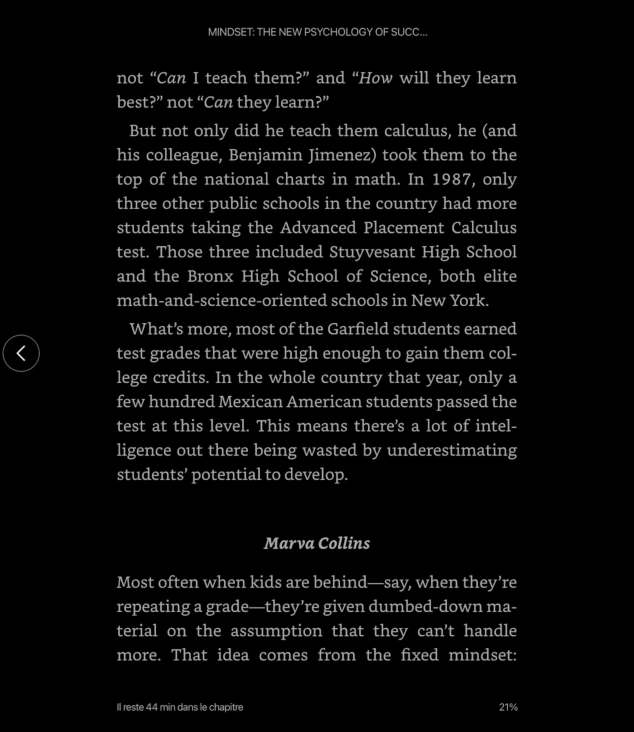 MINDSET: THE NEW PSYCHOLOGY OF SUCC...
not “Can I teach them?” and “How will they learn
best?” not “Can they learn?”
But not only did he teach them calculus, he (and
his colleague, Benjamin Jimenez) took them to the
top of the national charts in math. In 1987, only
three other public schools in the country had more
students taking the Advanced Placement Calculus
test. Those three included Stuyvesant High School
and the Bronx High School of Science, both elite
math-and-science-oriented schools in New York.
What’s more, most of the Garfield students earned
test grades that were high enough to gain them col-
lege credits. In the whole country that year, only a
few hundred Mexican American students passed the
test at this level. This means there’s a lot of intel-
ligence out there being wasted by underestimating
students’ potential to develop.
Marva Collins
Most often when kids are behind—say, when they’re
repeating a grade—they’re given dumbed-down ma-
terial on the assumption that they can’t handle
more. That idea comes from the fixed mindset:
Il reste 44 min dans le chapitre
21%